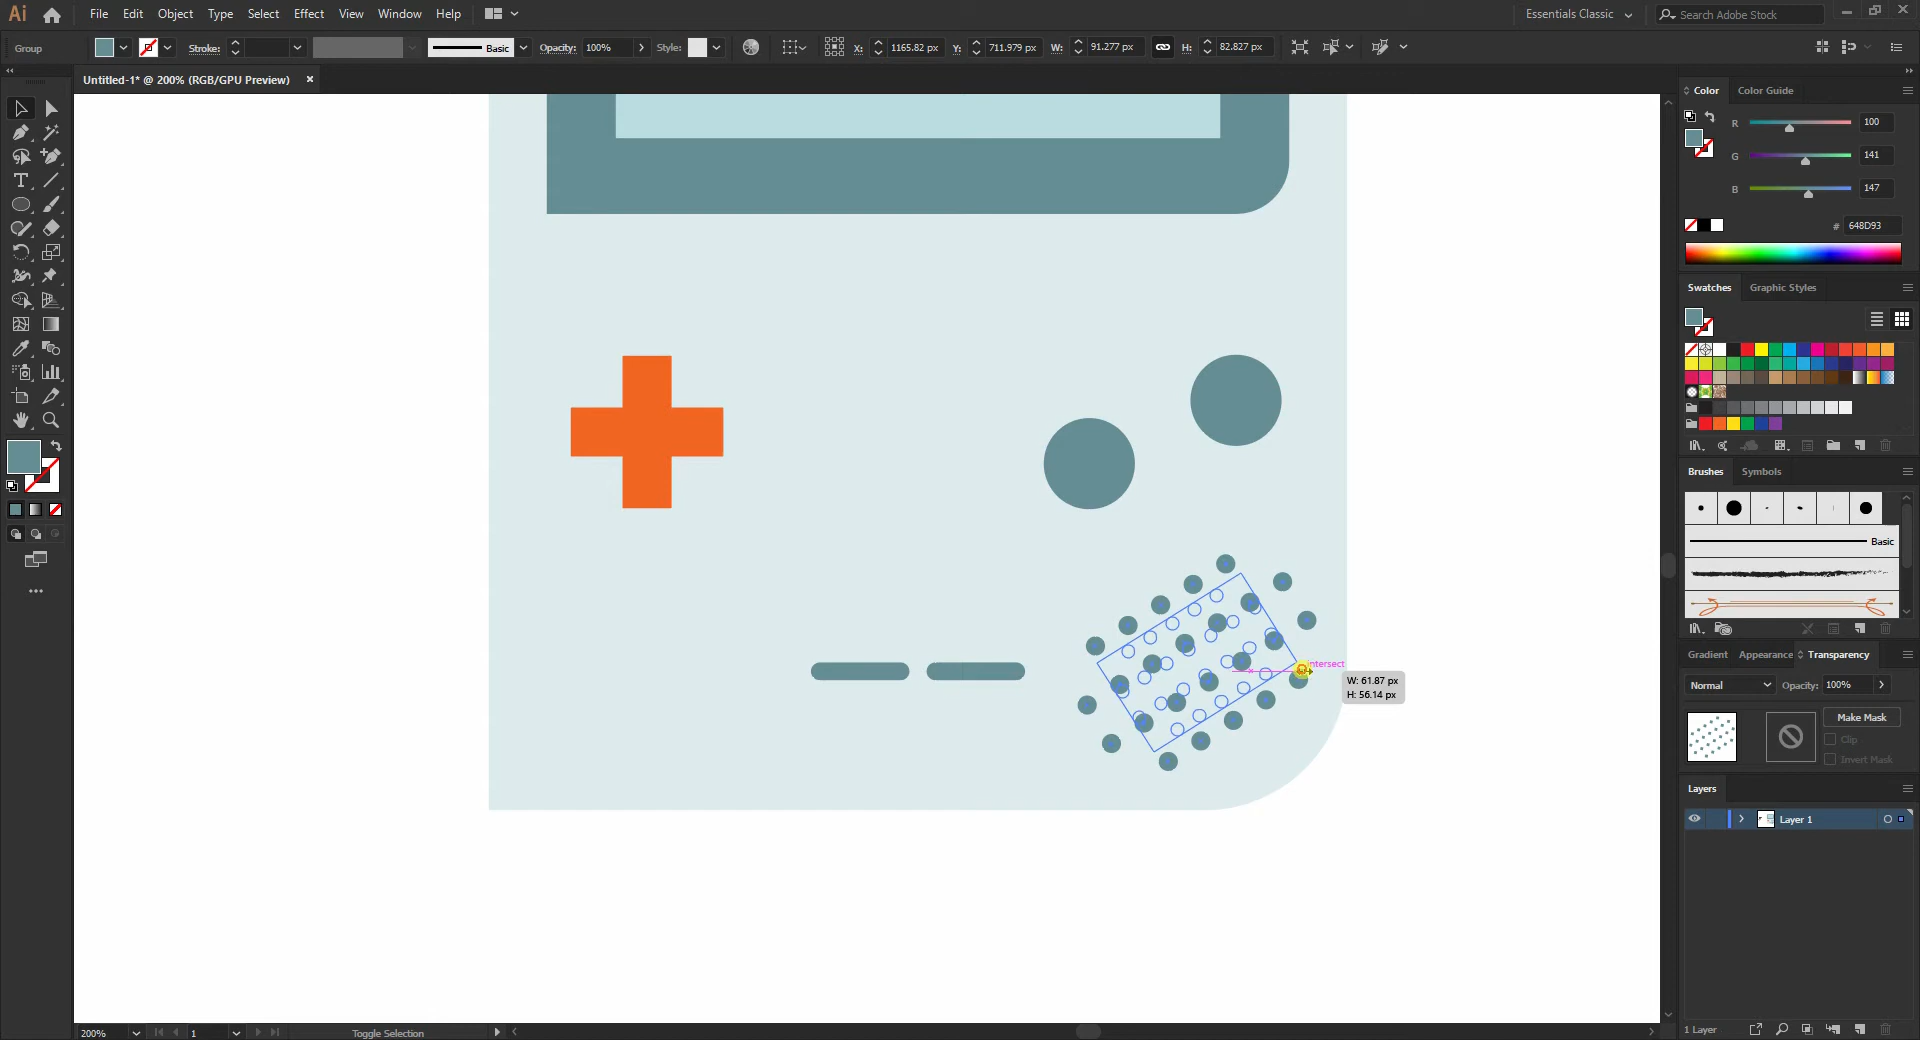 Ai File Edit Object Type Select Effect View Window Help Essentials Classic Search Adobe Stock
Group Stroke: Basic Opacity: 100% Style: X: 1165.82 px Y: 711.979 px W: 91.277 px H: 82.827 px
Untitled-1* @ 200% (RGB/GPU Preview)
Color Color Guide
R 100
G 141
B 147
# 648D93
Swatches Graphic Styles
Brushes Symbols
Basic
intersect
W: 61.87 px
H: 56.14 px
Gradient Appearance Transparency
Normal Opacity: 100%
Make Mask
Clip
Invert Mask
Layers
Layer 1
200% 1 Toggle Selection 1 Layer